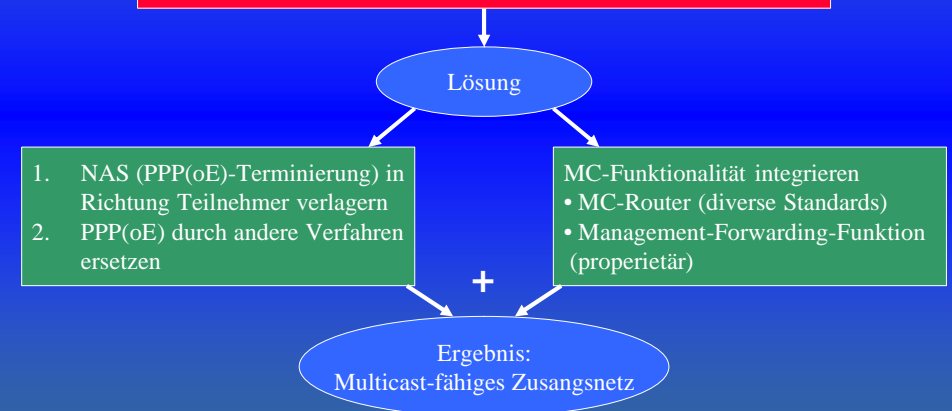 Lösung
1. NAS (PPP(oE)-Terminierung) in
Richtung Teilnehmer verlagern
2. PPP(oE) durch andere Verfahren
ersetzen
MC-Funktionalität integrieren
• MC-Router (diverse Standards)
• Management-Forwarding-Funktion
(properietär)
+
Ergebnis:
Multicast-fähiges Zusangsnetz